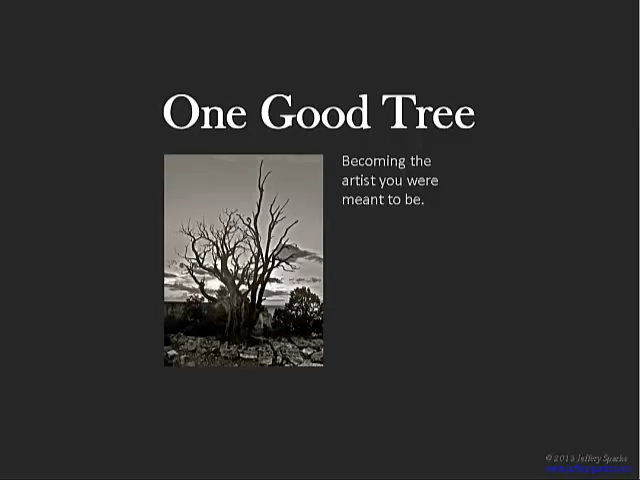 One Good Tree
Becoming the
artist you were
meant to be.
© 2013 Jeffery Sparks